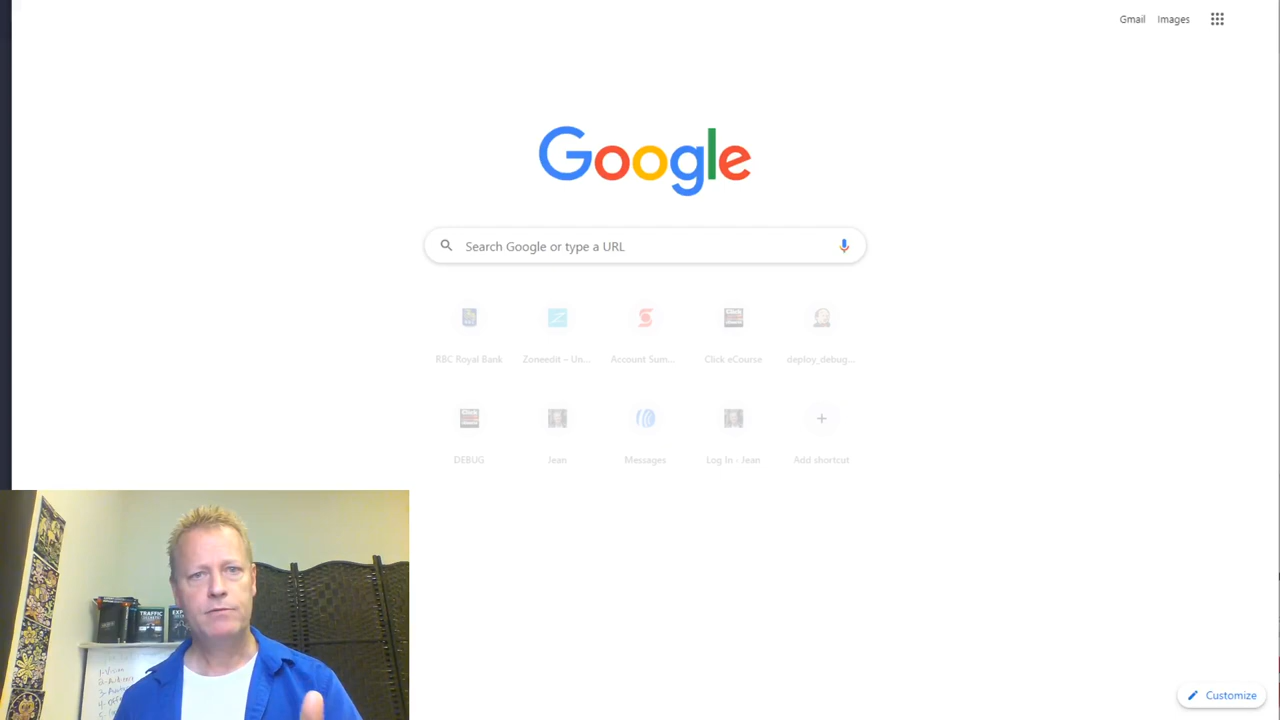 Gmail Images
Google
Search Google or type a URL
RBC Royal Bank Zoneedit – Un... Account Sum... Click eCourse deploy_debug...
DEBUG Jean Messages Log In - Jean Add shortcut
TRAFFIC
Customize